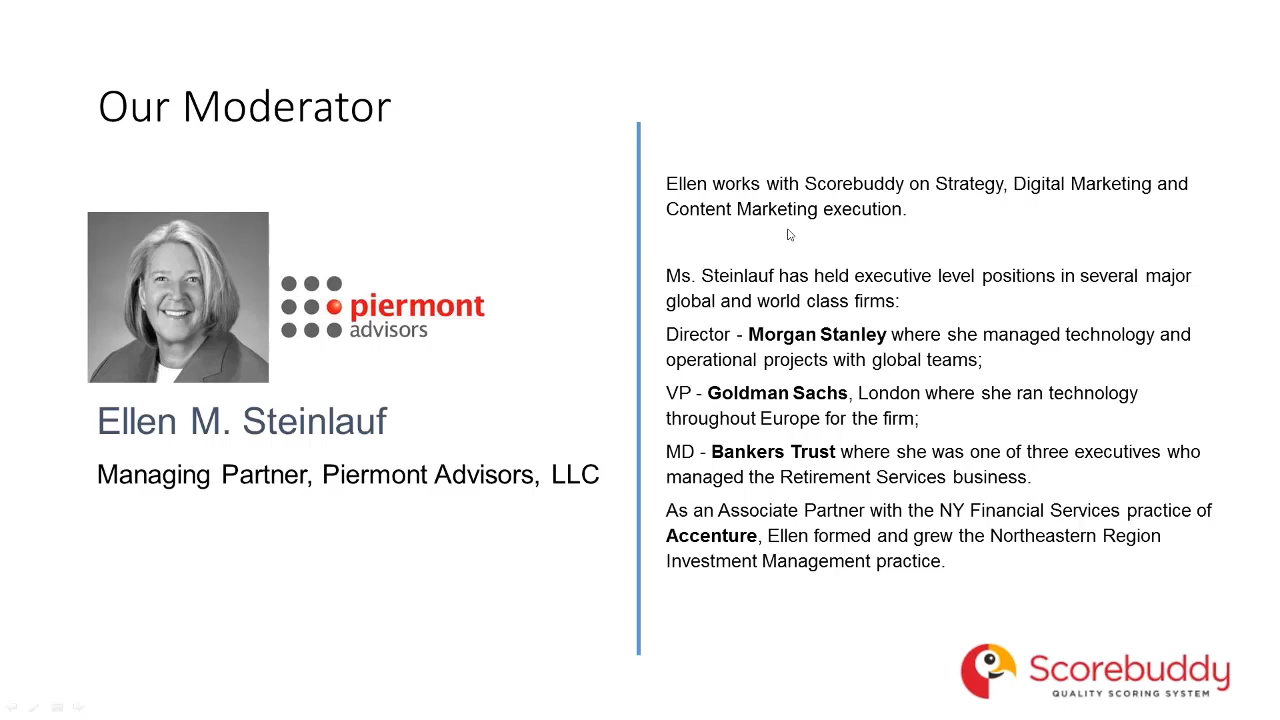 Our Moderator
piermont
advisors
Ellen M. Steinlauf
Managing Partner, Piermont Advisors, LLC
Ellen works with Scorebuddy on Strategy, Digital Marketing and
Content Marketing execution.
Ms. Steinlauf has held executive level positions in several major
global and world class firms:
Director - Morgan Stanley where she managed technology and
operational projects with global teams;
VP - Goldman Sachs, London where she ran technology
throughout Europe for the firm;
MD - Bankers Trust where she was one of three executives who
managed the Retirement Services business.
As an Associate Partner with the NY Financial Services practice of
Accenture, Ellen formed and grew the Northeastern Region
Investment Management practice.
Scorebuddy
QUALITY SCORING SYSTEM